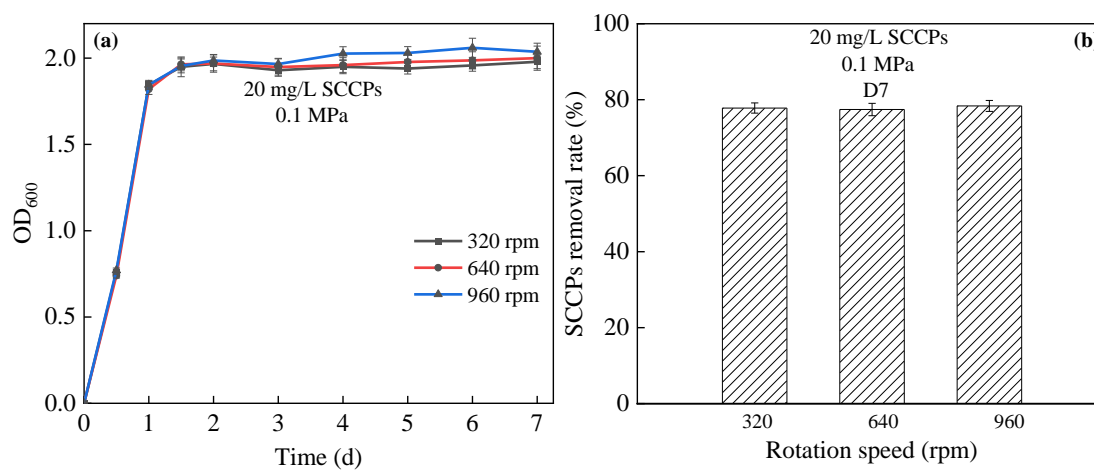 (a)
2.0
1.5
1.0
0.5
0.0
OD600
20 mg/L SCCPs
0.1 MPa
320 rpm
640 rpm
960 rpm
0 1 2 3 4 5 6 7
Time (d)
(b)
100
80
60
40
20
0
SCCPs removal rate (%)
20 mg/L SCCPs
0.1 MPa
D7
320 640 960
Rotation speed (rpm)